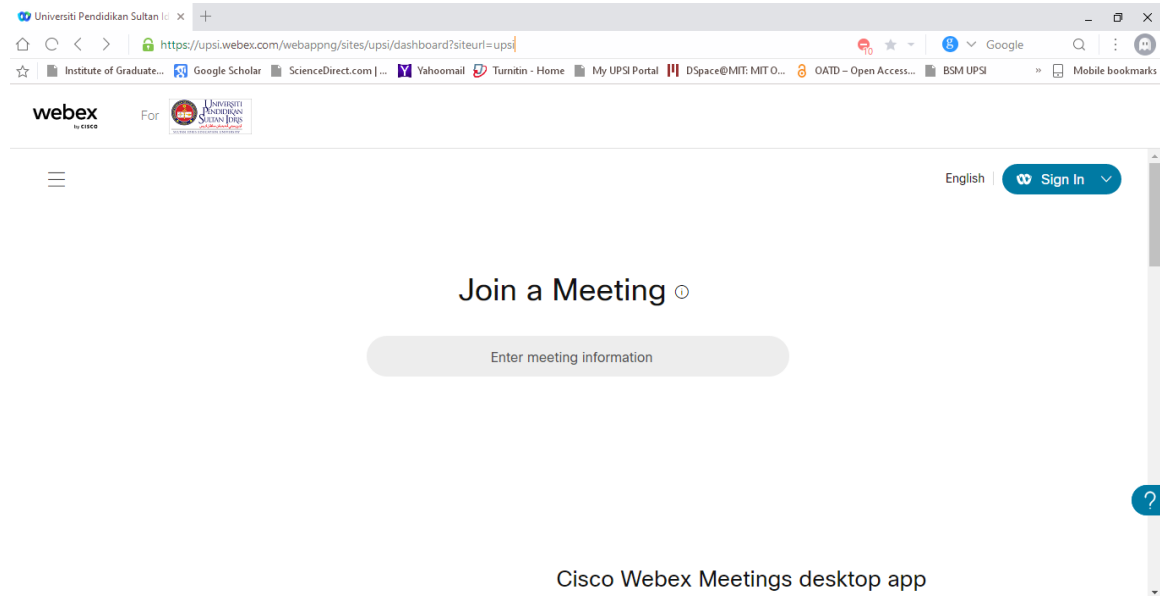 Universiti Pendidikan Sultan Id
https://upsi.webex.com/webappng/sites/upsi/dashboard?siteurl=upsi
10
Google
Institute of Graduate... Google Scholar ScienceDirect.com | ... Yahoomail Turnitin - Home My UPSI Portal DSpace@MIT: MIT O... OATD – Open Access... BSM UPSI » Mobile bookmarks
webex
by CISCO
For
UNIVERSITI
PENDIDIKAN
SULTAN IDRIS
English
Sign In
Join a Meeting
Enter meeting information
?
Cisco Webex Meetings desktop app